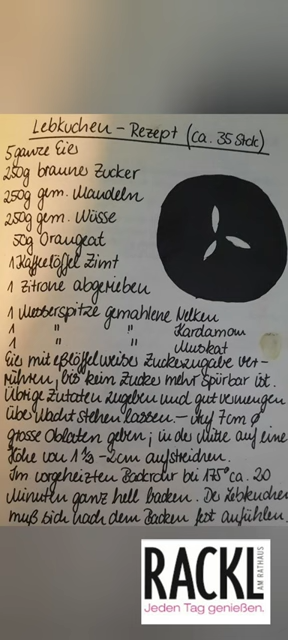 Lebkuchen - Rezept (ca. 35 Stck)
5 ganze Eier
250g brauner Zucker
250g gem. Mandeln
250g gem. Nüsse
50g Orangeat
1 Kaffeelöffel Zimt
1 Zitrone abgerieben
1 Messerspitze gemahlene Nelken
1 " " Kardamom
1 " " Muskat
Eier mit eßlöffelweiser Zuckerzugabe ver-
rühren, bis kein Zucker mehr spürbar ist.
Übrige Zutaten zugeben und gut vermengen
über Nacht stehen lassen. - Auf 7cm Ø
grosse Oblaten geben; in der Mitte auf eine
Höhe von 1 ½ - 2cm aufstreichen.
Im vorgeheizten Backrohr bei 175° ca. 20
Minuten ganz hell backen. Der Lebkuchen
muß sich nach dem Backen fest anfühlen.
RACKL
AM RATHAUS
Jeden Tag genießen.